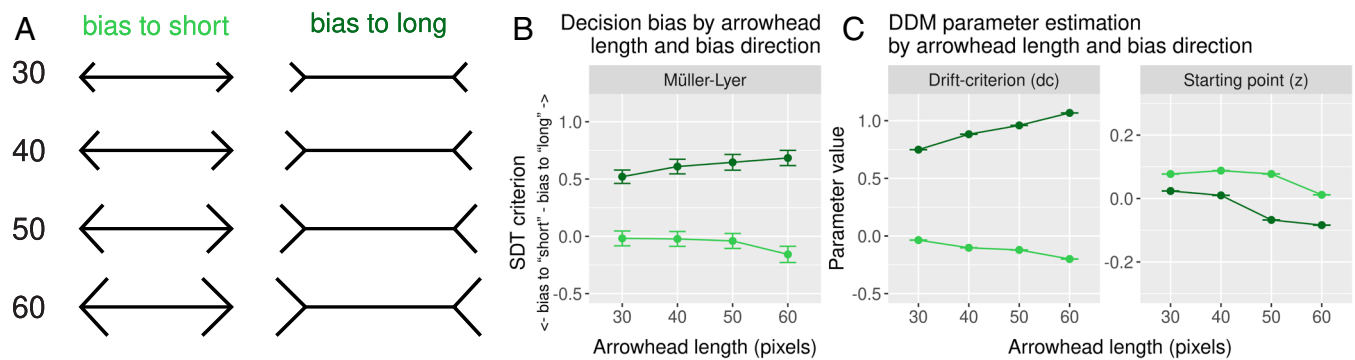 A
bias to short
bias to long
30
40
50
60
B
Decision bias by arrowhead
length and bias direction
Müller-Lyer
SDT criterion
<- bias to “short” - bias to “long” ->
1.0
0.5
0.0
-0.5
30 40 50 60
Arrowhead length (pixels)
C
DDM parameter estimation
by arrowhead length and bias direction
Drift-criterion (dc)
Parameter value
1.0
0.5
0.0
-0.5
30 40 50 60
Starting point (z)
0.2
0.0
-0.2
30 40 50 60
Arrowhead length (pixels)